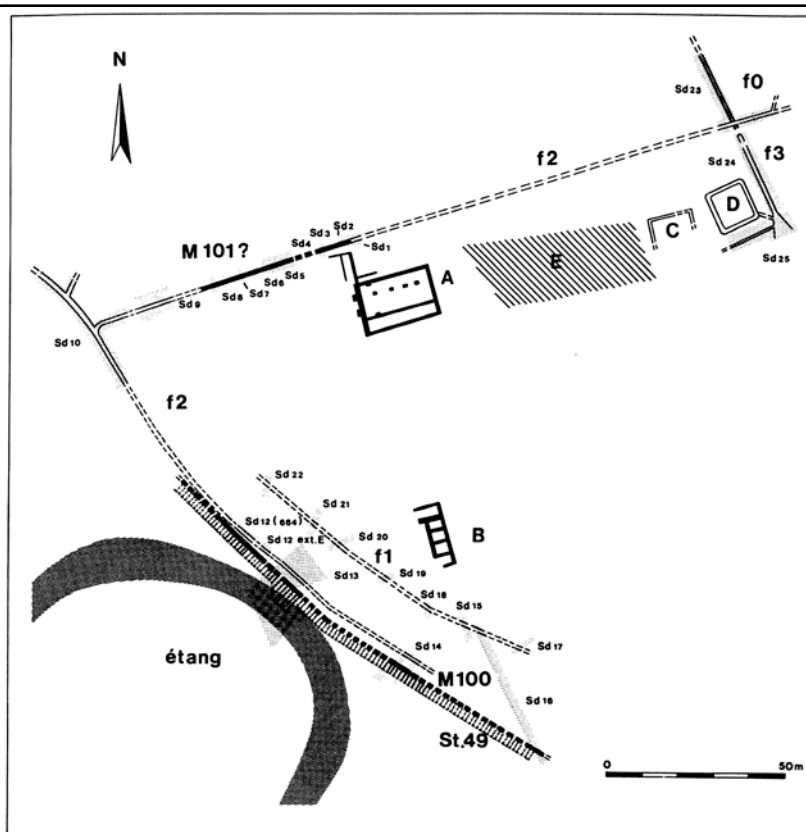 N
f0
Sd 23
f2
f3
Sd 24
Sd 2
Sd 3
Sd 4
Sd 1
M 101?
D
C
Sd 5
Sd 6
E
Sd 25
A
Sd 7
Sd 8
Sd 9
Sd 10
f2
Sd 22
Sd 21
Sd 12 (664)
Sd 20
B
Sd 12 ext. E
f1
Sd 13
Sd 19
Sd 18
Sd 15
Sd 17
Sd 14
étang
M100
Sd 16
St.49
0
50m